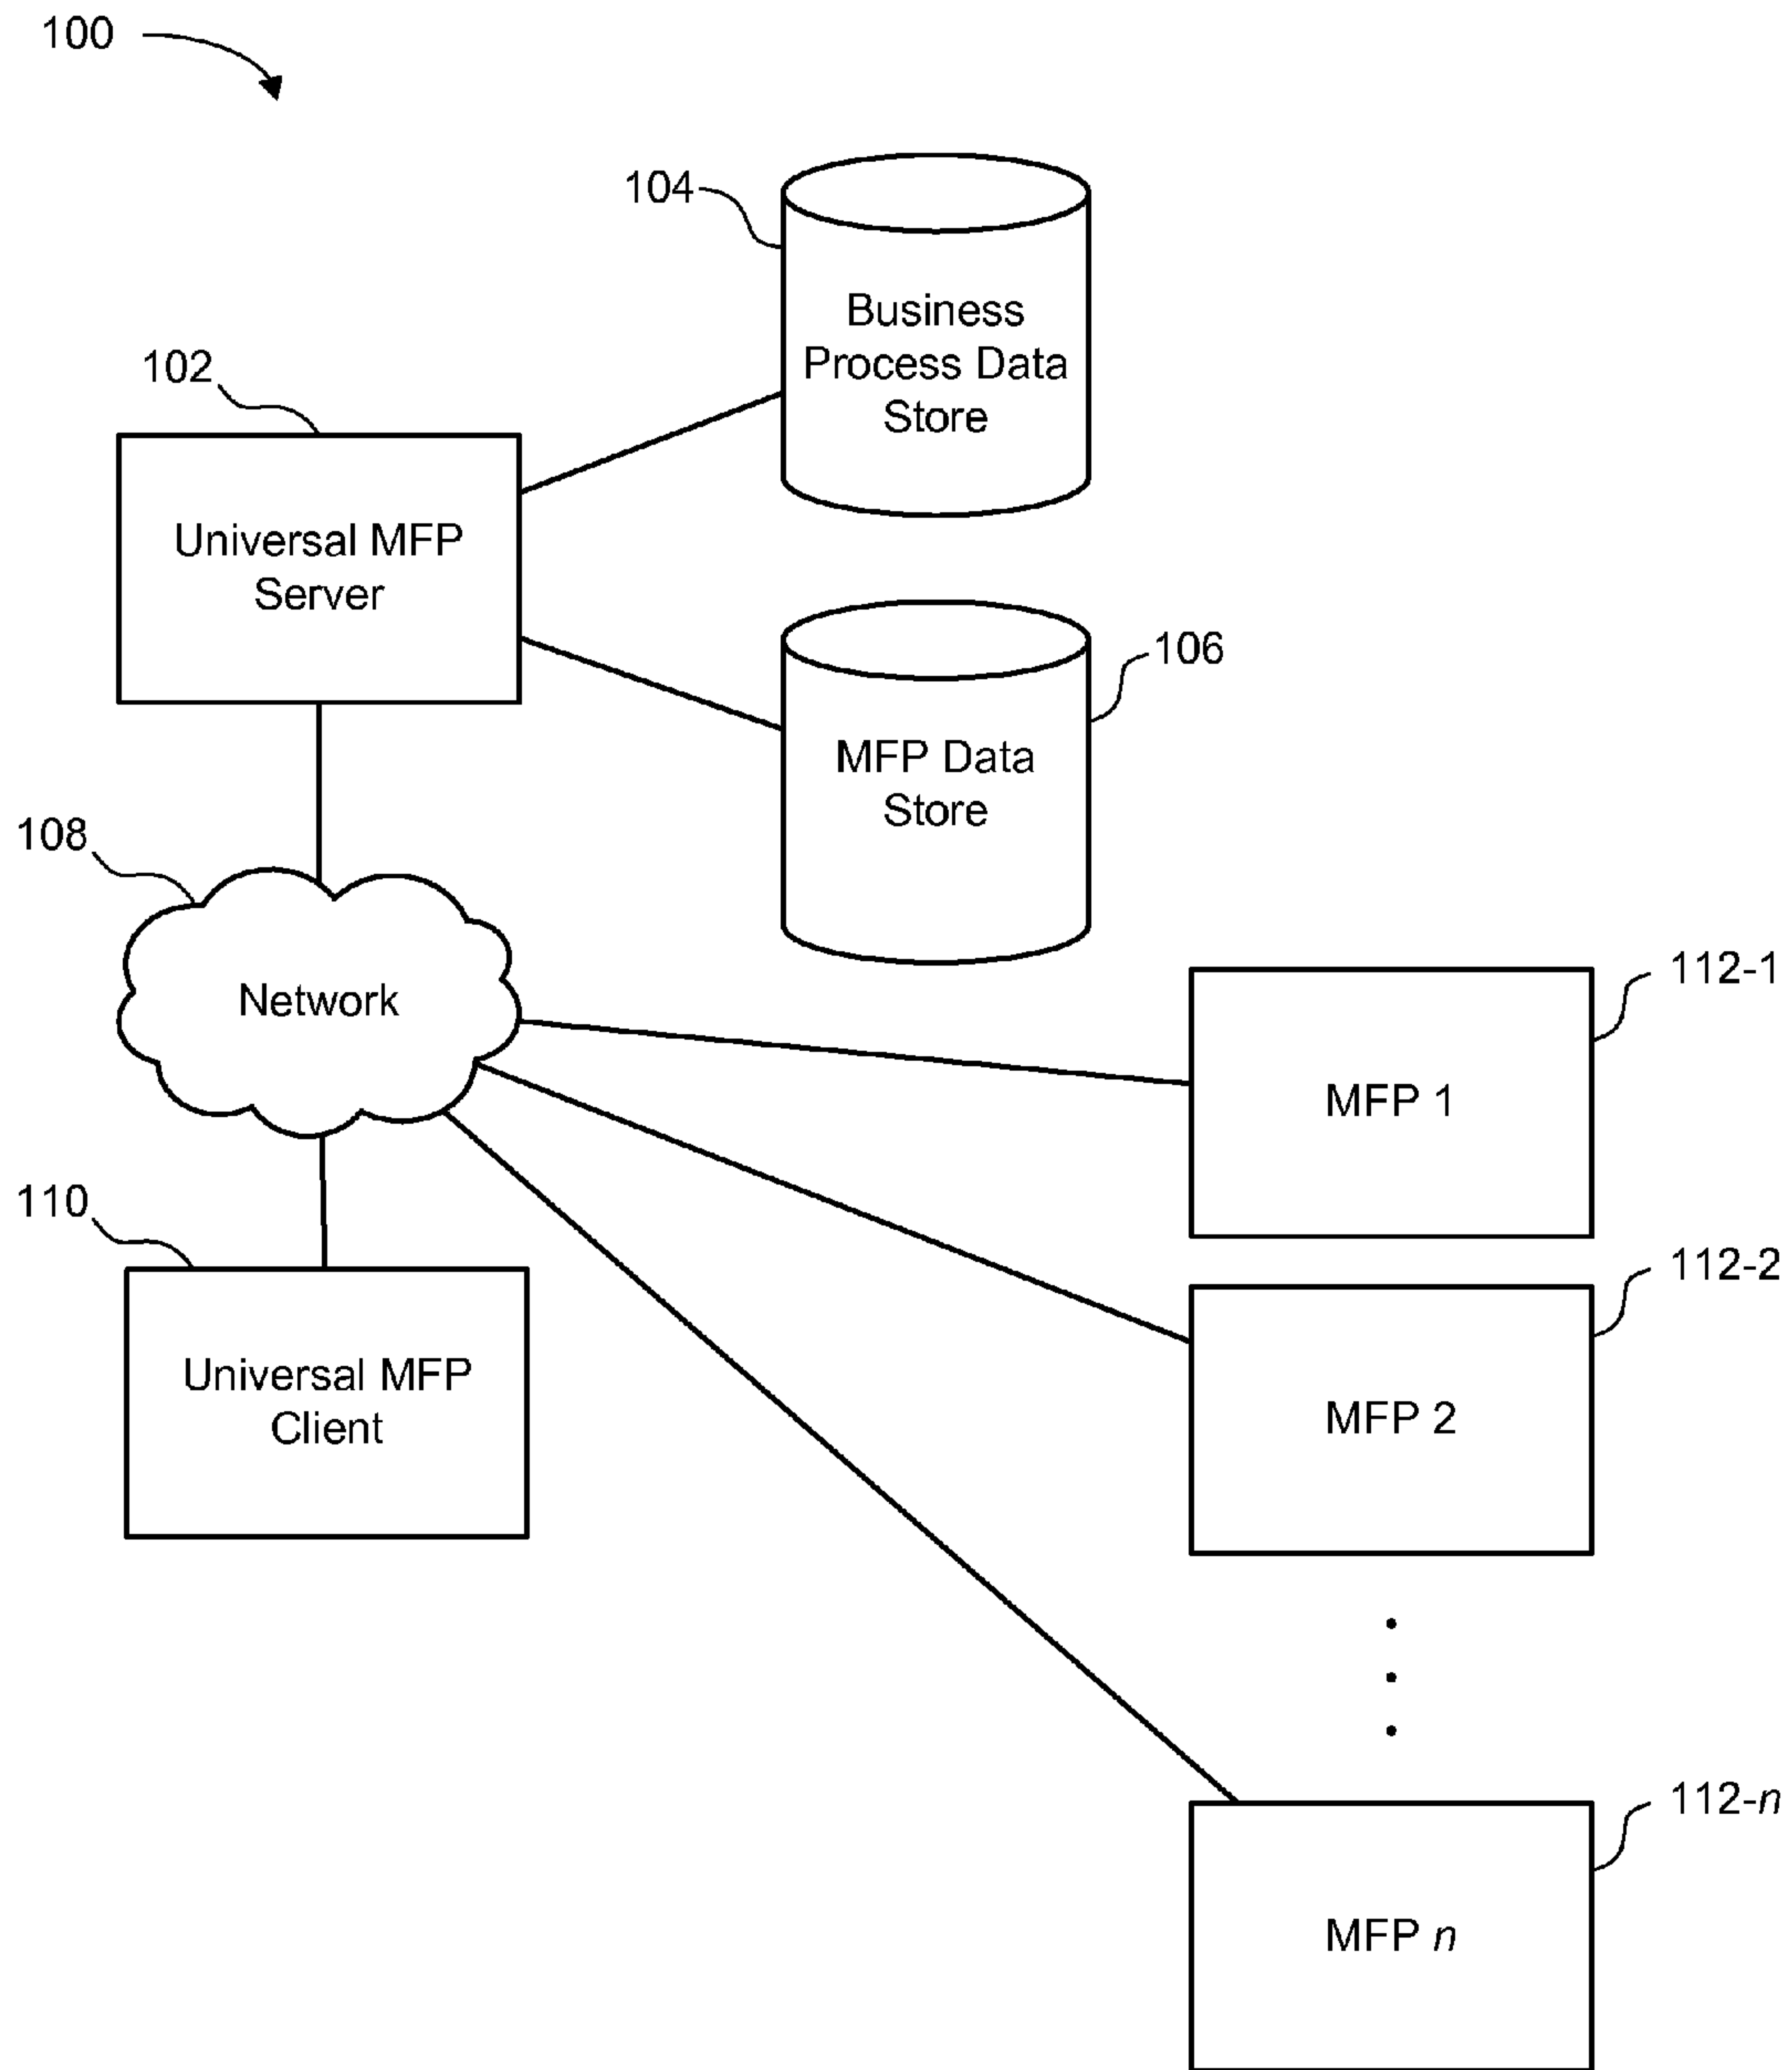 100
104
Business
Process Data
Store
102
Universal MFP
Server
106
MFP Data
Store
108
Network
112-1
MFP 1
110
Universal MFP
Client
112-2
MFP 2
112-n
MFP n